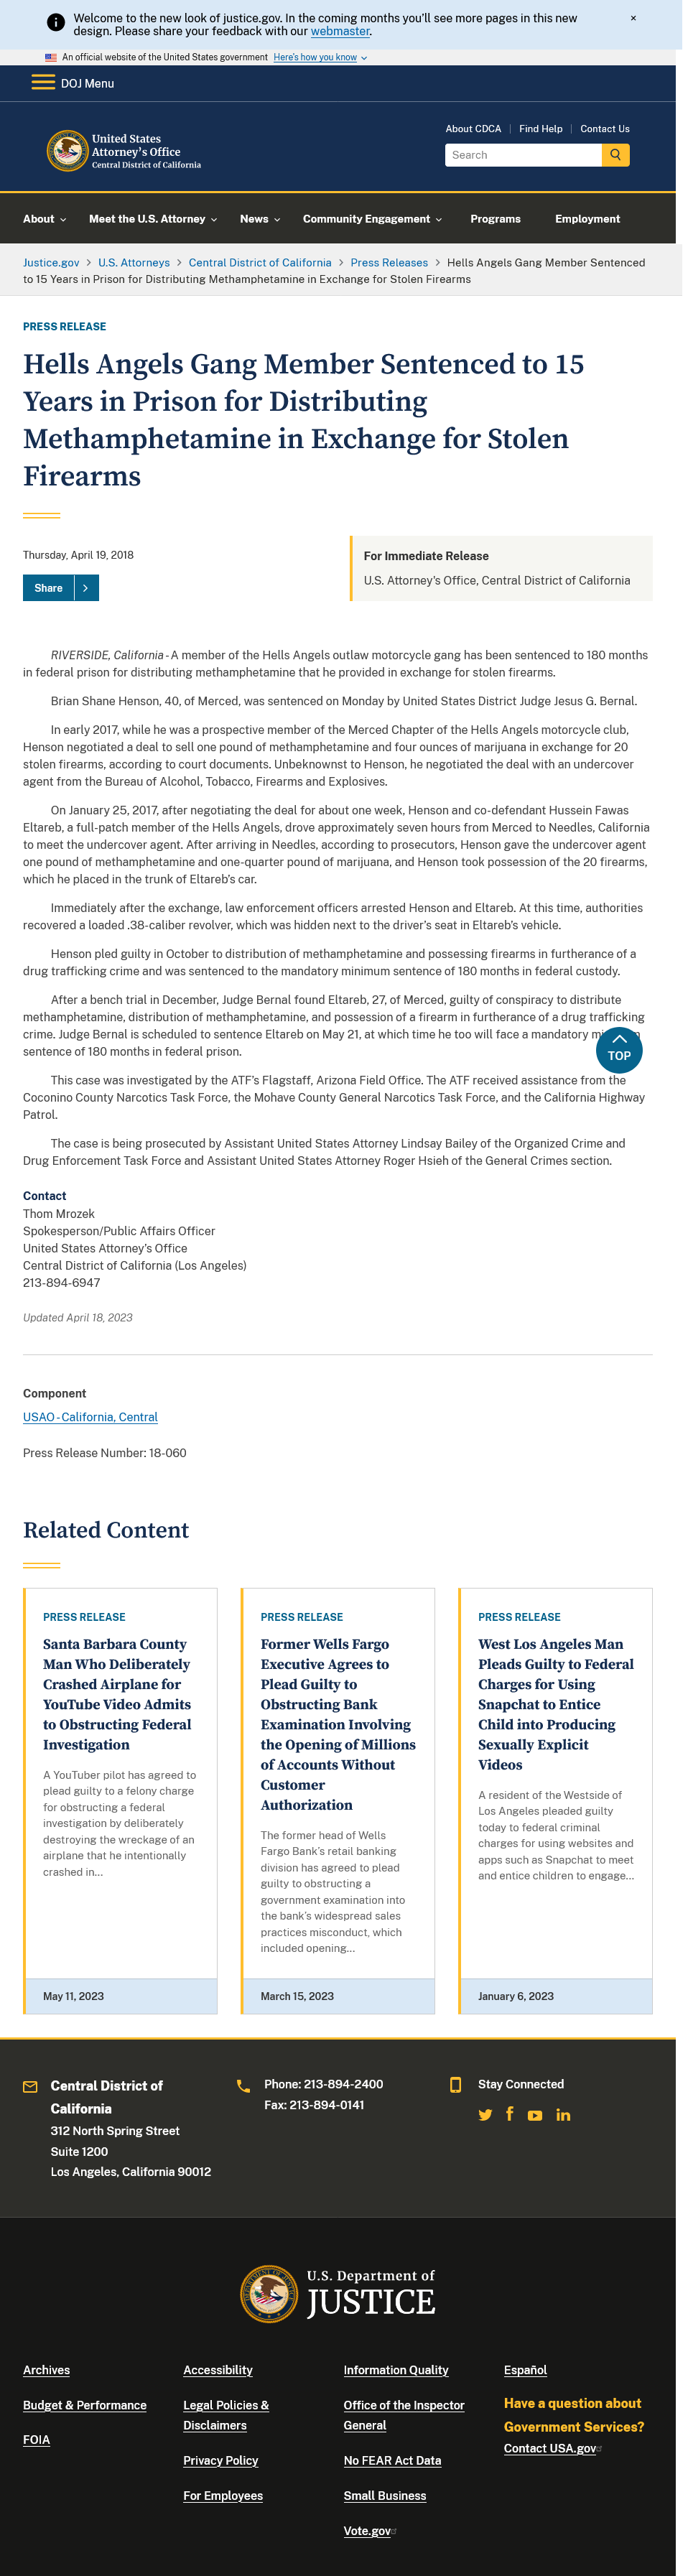 Welcome to the new look of justice.gov. In the coming months you'll see more pages in this new
design. Please share your feedback with our webmaster.
×
An official website of the United States government Here's how you know
DOJ Menu
About CDCA
Find Help
Contact Us
United States
Attorney's Office
Central District of California
Search
About
Meet the U.S. Attorney
News
Community Engagement
Programs
Employment
Justice.gov > U.S. Attorneys > Central District of California > Press Releases > Hells Angels Gang Member Sentenced
to 15 Years in Prison for Distributing Methamphetamine in Exchange for Stolen Firearms
PRESS RELEASE
Hells Angels Gang Member Sentenced to 15
Years in Prison for Distributing
Methamphetamine in Exchange for Stolen
Firearms
Thursday, April 19, 2018
Share
For Immediate Release
U.S. Attorney's Office, Central District of California
RIVERSIDE, California - A member of the Hells Angels outlaw motorcycle gang has been sentenced to 180 months
in federal prison for distributing methamphetamine that he provided in exchange for stolen firearms.
Brian Shane Henson, 40, of Merced, was sentenced on Monday by United States District Judge Jesus G. Bernal.
In early 2017, while he was a prospective member of the Merced Chapter of the Hells Angels motorcycle club,
Henson negotiated a deal to sell one pound of methamphetamine and four ounces of marijuana in exchange for 20
stolen firearms, according to court documents. Unbeknownst to Henson, he negotiated the deal with an undercover
agent from the Bureau of Alcohol, Tobacco, Firearms and Explosives.
On January 25, 2017, after negotiating the deal for about one week, Henson and co-defendant Hussein Fawas
Eltareb, a full-patch member of the Hells Angels, drove approximately seven hours from Merced to Needles, California
to meet the undercover agent. After arriving in Needles, according to prosecutors, Henson gave the undercover agent
one pound of methamphetamine and one-quarter pound of marijuana, and Henson took possession of the 20 firearms,
which he placed in the trunk of Eltareb's car.
Immediately after the exchange, law enforcement officers arrested Henson and Eltareb. At this time, authorities
recovered a loaded .38-caliber revolver, which was hidden next to the driver's seat in Eltareb's vehicle.
Henson pled guilty in October to distribution of methamphetamine and possessing firearms in furtherance of a
drug trafficking crime and was sentenced to the mandatory minimum sentence of 180 months in federal custody.
After a bench trial in December, Judge Bernal found Eltareb, 27, of Merced, guilty of conspiracy to distribute
methamphetamine, distribution of methamphetamine, and possession of a firearm in furtherance of a drug trafficking
crime. Judge Bernal is scheduled to sentence Eltareb on May 21, at which time he too will face a mandatory
sentence of 180 months in federal prison.
TOP
This case was investigated by the ATF's Flagstaff, Arizona Field Office. The ATF received assistance from the
Coconino County Narcotics Task Force, the Mohave County General Narcotics Task Force, and the California Highway
Patrol.
The case is being prosecuted by Assistant United States Attorney Lindsay Bailey of the Organized Crime and
Drug Enforcement Task Force and Assistant United States Attorney Roger Hsieh of the General Crimes section.
Contact
Thom Mrozek
Spokesperson/Public Affairs Officer
United States Attorney's Office
Central District of California (Los Angeles)
213-894-6947
Updated April 18, 2023
Component
USAO - California, Central
Press Release Number: 18-060
Related Content
PRESS RELEASE
Santa Barbara County
Man Who Deliberately
Crashed Airplane for
YouTube Video Admits
to Obstructing Federal
Investigation
A YouTuber pilot has agreed to
plead guilty to a felony charge
for obstructing a federal
investigation by deliberately
destroying the wreckage of an
airplane that he intentionally
crashed in...
May 11, 2023
PRESS RELEASE
Former Wells Fargo
Executive Agrees to
Plead Guilty to
Obstructing Bank
Examination Involving
the Opening of Millions
of Accounts Without
Customer
Authorization
The former head of Wells
Fargo Bank's retail banking
division has agreed to plead
guilty to obstructing a
government examination into
the bank's widespread sales
practices misconduct, which
included opening...
March 15, 2023
PRESS RELEASE
West Los Angeles Man
Pleads Guilty to Federal
Charges for Using
Snapchat to Entice
Child into Producing
Sexually Explicit
Videos
A resident of the Westside of
Los Angeles pleaded guilty
today to federal criminal
charges for using websites and
apps such as Snapchat to meet
and entice children to engage...
January 6, 2023
Central District of
California
312 North Spring Street
Suite 1200
Los Angeles, California 90012
Phone: 213-894-2400
Fax: 213-894-0141
Stay Connected
U.S. Department of
JUSTICE
Archives
Budget & Performance
FOIA
Accessibility
Legal Policies &
Disclaimers
Privacy Policy
For Employees
Information Quality
Office of the Inspector
General
No FEAR Act Data
Small Business
Vote.gov
Español
Have a question about
Government Services?
Contact USA.gov